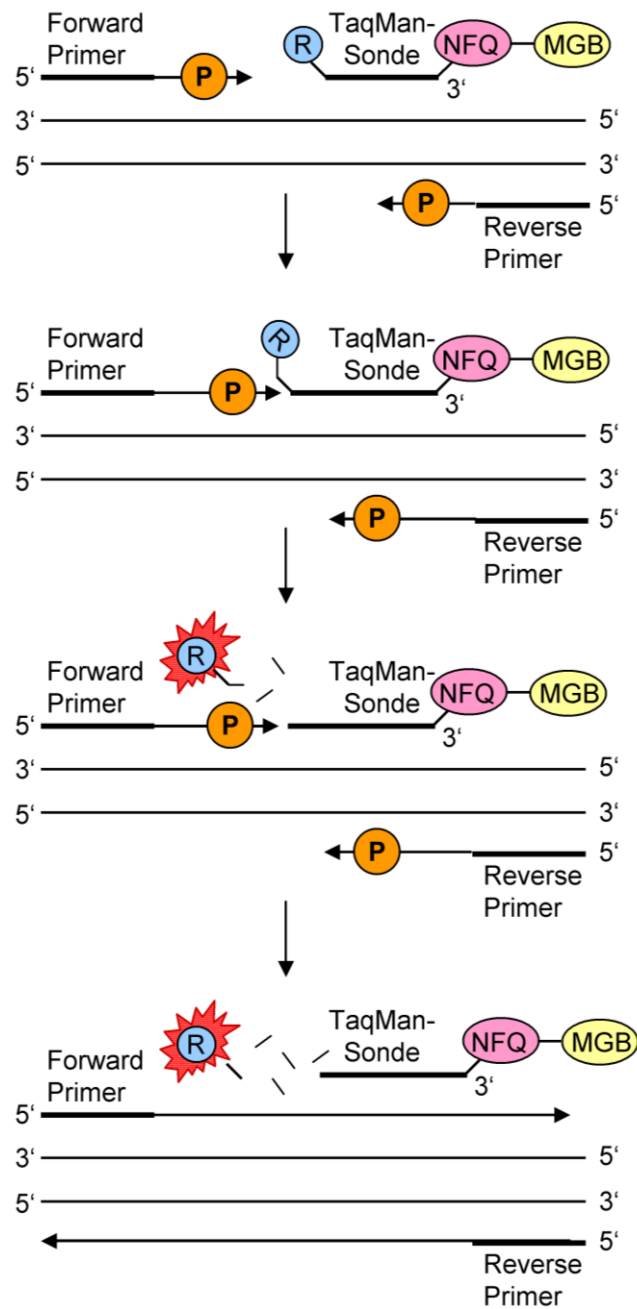 Forward
Primer
TaqMan-
Sonde
R
NFQ
MGB
P
5‘
3‘
3‘
5‘
5‘
3‘
P
5‘
Reverse
Primer
Forward
Primer
TaqMan-
Sonde
R
NFQ
MGB
P
5‘
3‘
3‘
5‘
5‘
3‘
P
5‘
Reverse
Primer
R
Forward
Primer
TaqMan-
Sonde
NFQ
MGB
P
5‘
3‘
3‘
5‘
5‘
3‘
P
5‘
Reverse
Primer
R
TaqMan-
Sonde
NFQ
MGB
Forward
Primer
3‘
5‘
3‘
5‘
5‘
3‘
5‘
Reverse
Primer